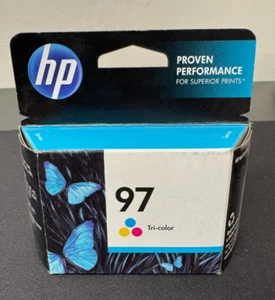 hp
PROVEN
PERFORMANCE
FOR SUPERIOR PRINTS*
97
Tri-color